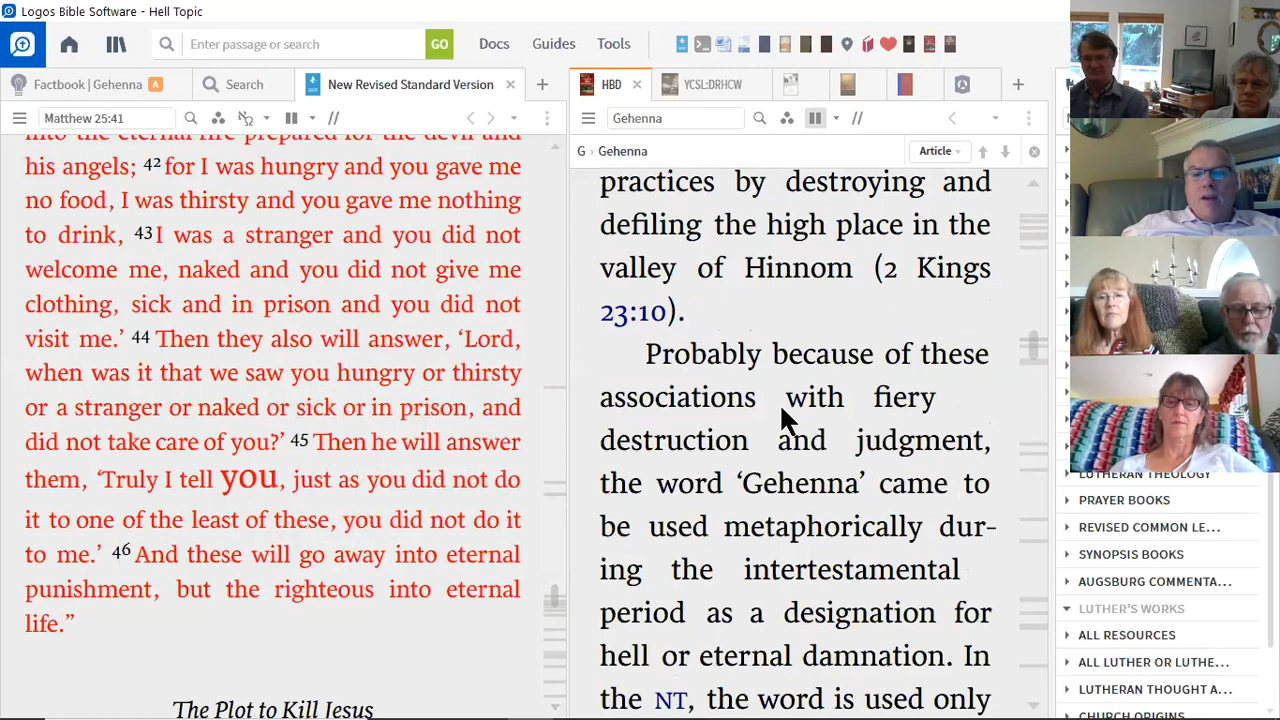 Logos Bible Software - Hell Topic
Enter passage or search
GO
Docs
Guides
Tools
Factbook | Gehenna
A
Search
New Revised Standard Version
Matthew 25:41
into the eternal fire prepared for the devil and
his angels; 42 for I was hungry and you gave me
no food, I was thirsty and you gave me nothing
to drink, 43 I was a stranger and you did not
welcome me, naked and you did not give me
clothing, sick and in prison and you did not
visit me.’ 44 Then they also will answer, ‘Lord,
when was it that we saw you hungry or thirsty
or a stranger or naked or sick or in prison, and
did not take care of you?’ 45 Then he will answer
them, ‘Truly I tell you, just as you did not do
it to one of the least of these, you did not do it
to me.’ 46 And these will go away into eternal
punishment, but the righteous into eternal
life.”
The Plot to Kill Jesus
HBD
YCSL:DRHCW
Gehenna
G › Gehenna
Article
practices by destroying and
defiling the high place in the
valley of Hinnom (2 Kings
23:10).
Probably because of these
associations with fiery
destruction and judgment,
the word ‘Gehenna’ came to
be used metaphorically dur-
ing the intertestamental
period as a designation for
hell or eternal damnation. In
the NT, the word is used only
LUTHERAN THEOLOGY
PRAYER BOOKS
REVISED COMMON LE...
SYNOPSIS BOOKS
AUGSBURG COMMENTA...
LUTHER'S WORKS
ALL RESOURCES
ALL LUTHER OR LUTHE...
LUTHERAN THOUGHT A...
CHURCH ORIGINS